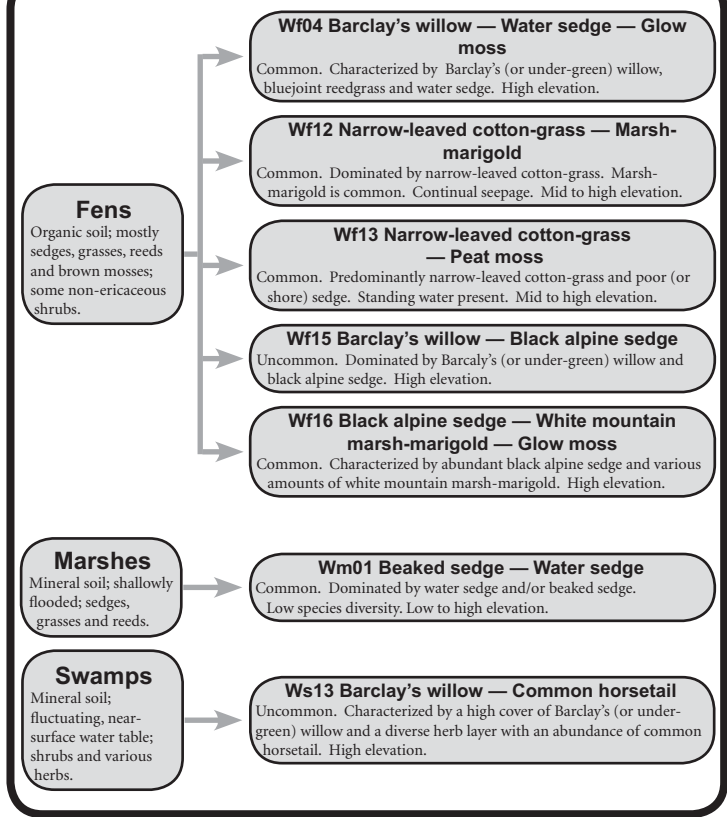 Wf04 Barclay’s willow — Water sedge — Glow
moss
Common. Characterized by Barclay’s (or under-green) willow,
bluejoint reedgrass and water sedge. High elevation.
Wf12 Narrow-leaved cotton-grass — Marsh-
marigold
Common. Dominated by narrow-leaved cotton-grass. Marsh-
marigold is common. Continual seepage. Mid to high elevation.
Fens
Organic soil; mostly
sedges, grasses, reeds
and brown mosses;
some non-ericaceous
shrubs.
Wf13 Narrow-leaved cotton-grass
— Peat moss
Common. Predominantly narrow-leaved cotton-grass and poor (or
shore) sedge. Standing water present. Mid to high elevation.
Wf15 Barclay’s willow — Black alpine sedge
Uncommon. Dominated by Barcaly’s (or under-green) willow and
black alpine sedge. High elevation.
Wf16 Black alpine sedge — White mountain
marsh-marigold — Glow moss
Common. Characterized by abundant black alpine sedge and various
amounts of white mountain marsh-marigold. High elevation.
Marshes
Mineral soil; shallowly
flooded; sedges,
grasses and reeds.
Wm01 Beaked sedge — Water sedge
Common. Dominated by water sedge and/or beaked sedge.
Low species diversity. Low to high elevation.
Swamps
Mineral soil;
fluctuating, near-
surface water table;
shrubs and various
herbs.
Ws13 Barclay’s willow — Common horsetail
Uncommon. Characterized by a high cover of Barclay’s (or under-
green) willow and a diverse herb layer with an abundance of common
horsetail. High elevation.